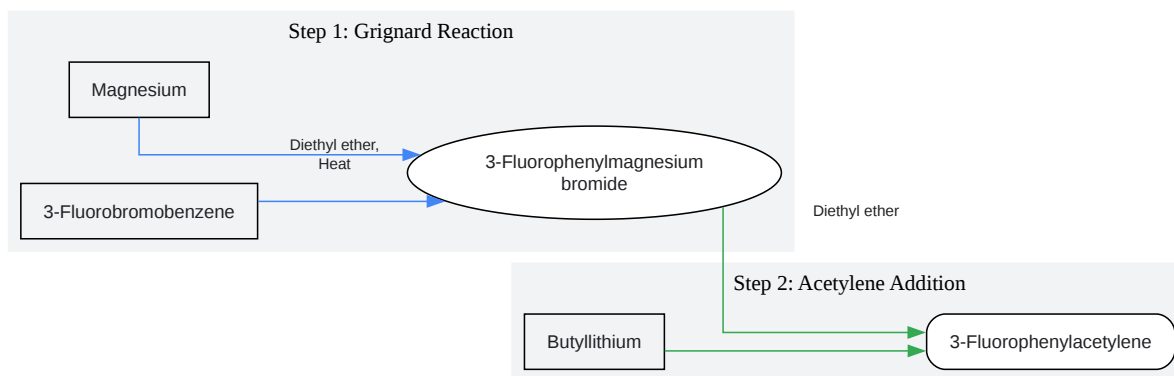 Step 1: Grignard Reaction
Magnesium
Diethyl ether,
Heat
3-Fluorophenylmagnesium
bromide
3-Fluorobromobenzene
Diethyl ether
Step 2: Acetylene Addition
Butyllithium
3-Fluorophenylacetylene